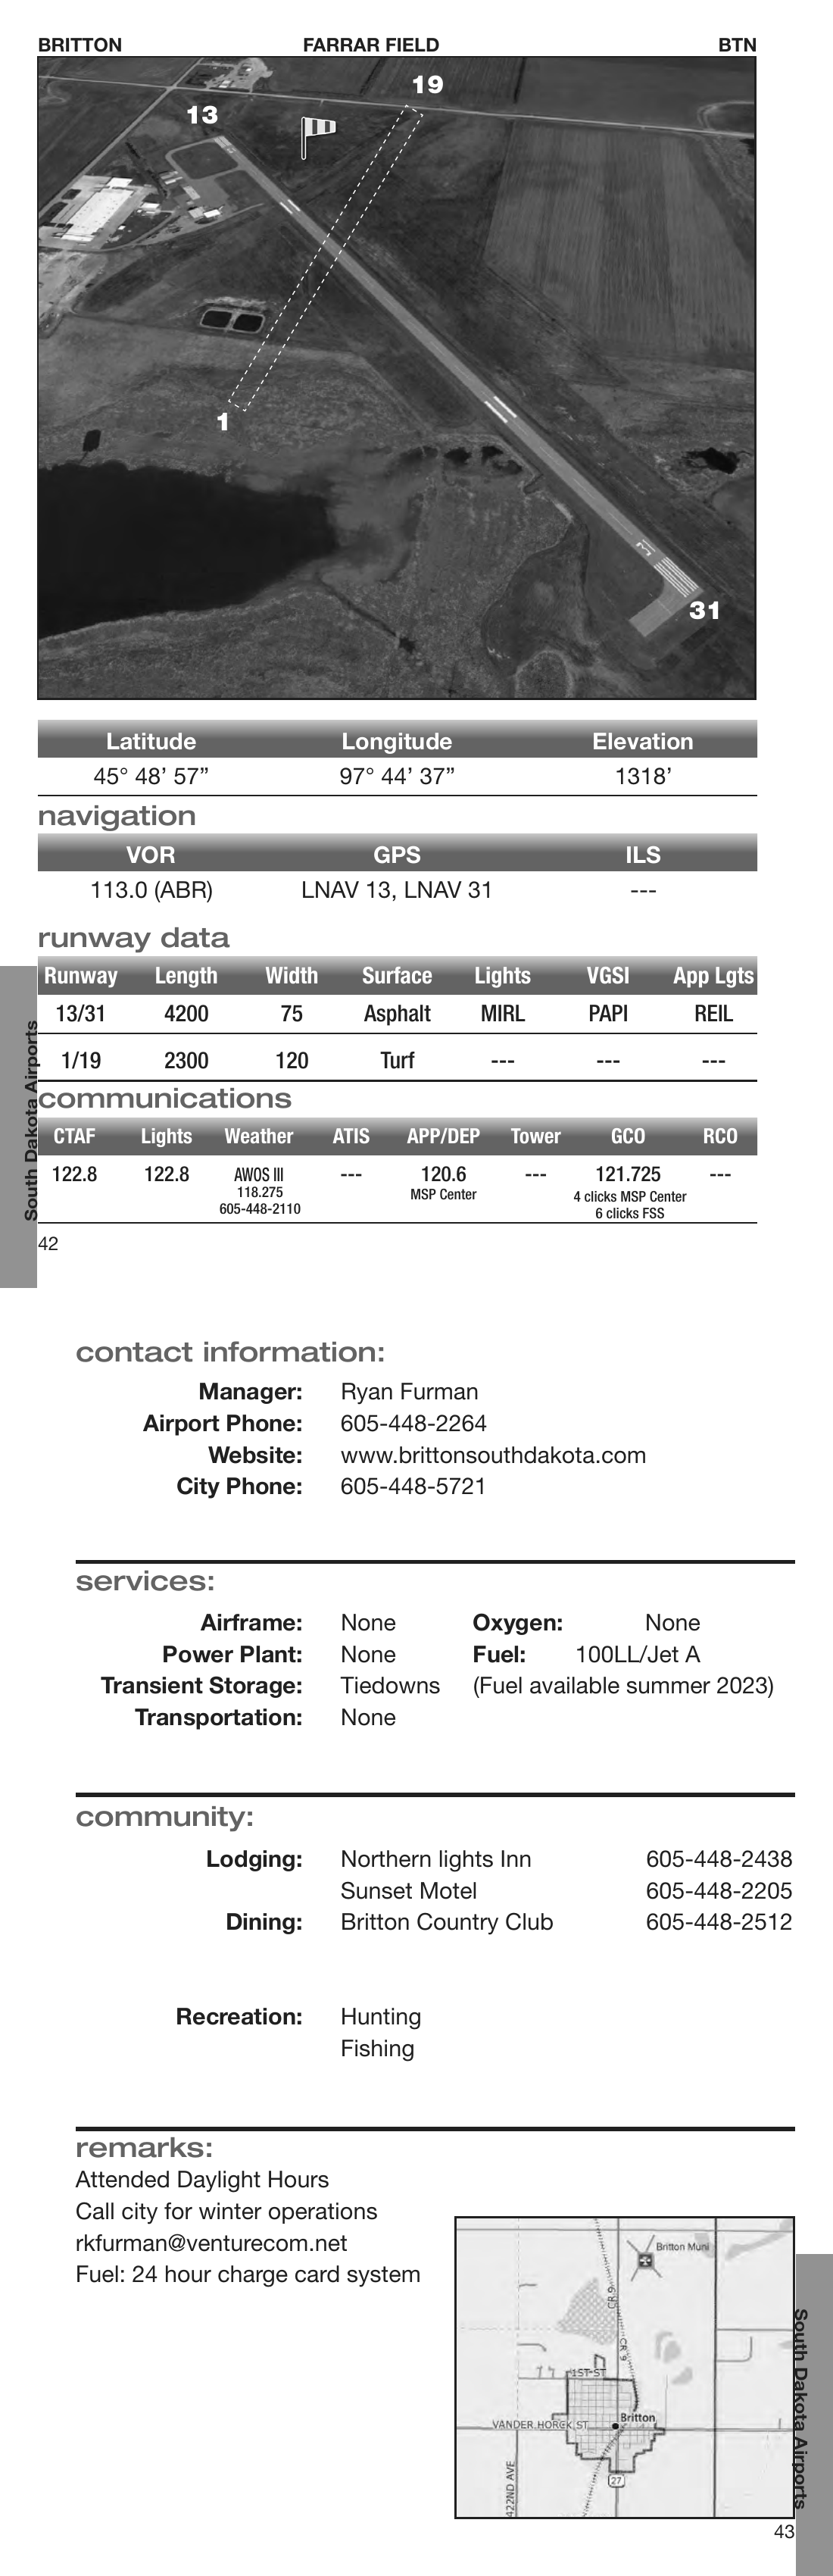 BRITTON FARRAR FIELD BTN
19
13
1
31
Latitude Longitude Elevation
45° 48’ 57” 97° 44’ 37” 1318’
navigation
VOR GPS ILS
113.0 (ABR) LNAV 13, LNAV 31 ---
runway data
Runway Length Width Surface Lights VGSI App Lgts
13/31 4200 75 Asphalt MIRL PAPI REIL
1/19 2300 120 Turf --- --- ---
communications
CTAF Lights Weather ATIS APP/DEP Tower GCO RCO
122.8 122.8 AWOS III --- 120.6 --- 121.725 ---
118.275 MSP Center 4 clicks MSP Center
605-448-2110 6 clicks FSS
South Dakota Airports
42
contact information:
Manager: Ryan Furman
Airport Phone: 605-448-2264
Website: www.brittonsouthdakota.com
City Phone: 605-448-5721
services:
Airframe: None Oxygen: None
Power Plant: None Fuel: 100LL/Jet A
Transient Storage: Tiedowns (Fuel available summer 2023)
Transportation: None
community:
Lodging: Northern lights Inn 605-448-2438
Sunset Motel 605-448-2205
Dining: Britton Country Club 605-448-2512
Recreation: Hunting
Fishing
remarks:
Attended Daylight Hours
Call city for winter operations
rkfurman@venturecom.net
Fuel: 24 hour charge card system
Britton Muni
CR 9
CR 9
1ST ST
Britton
VANDER HORCK ST
27
422ND AVE
South Dakota Airports
43